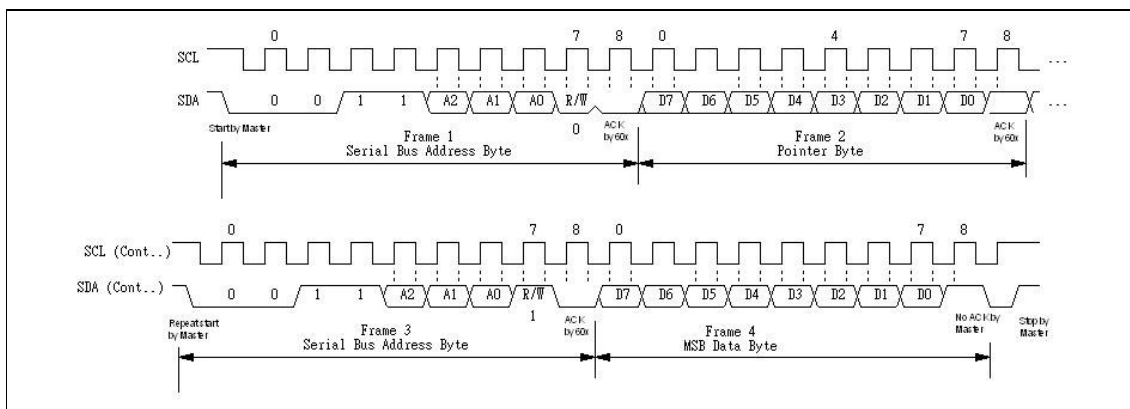 0 7 8 0 4 7 8
SCL ...
SDA 0 0 1 1 A2 A1 A0 R/W D7 D6 D5 D4 D3 D2 D1 D0 ...
Start by Master 0 ACK by 60x ACK by 60x
Frame 1 Frame 2
Serial Bus Address Byte Pointer Byte
0 7 8 0 7 8
SCL (Cont..)
SDA (Cont..) 0 0 1 1 A2 A1 A0 R/W D7 D6 D5 D4 D3 D2 D1 D0
Repeat start by Master 1 ACK by 60x No ACK by Master Stop by Master
Frame 3 Frame 4
Serial Bus Address Byte MSB Data Byte